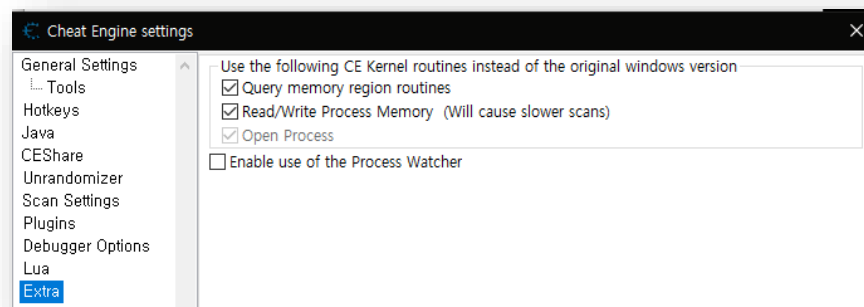 Cheat Engine settings
General Settings
Tools
Hotkeys
Java
CEShare
Unrandomizer
Scan Settings
Plugins
Debugger Options
Lua
Extra
Use the following CE Kernel routines instead of the original windows version
Query memory region routines
Read/Write Process Memory (Will cause slower scans)
Open Process
Enable use of the Process Watcher